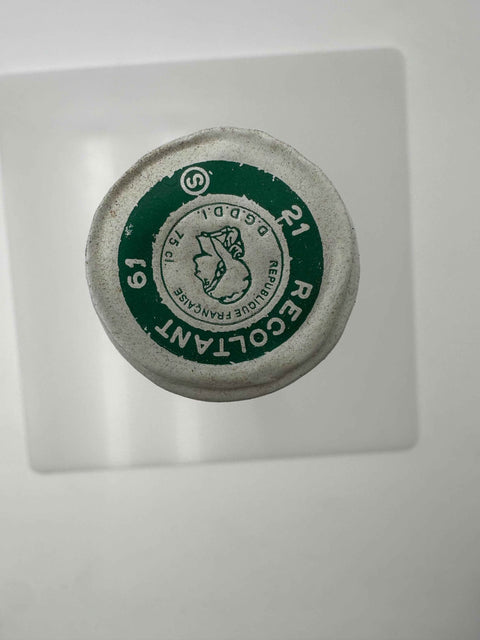 21 RECOLTANT 61
S
REPUBLIQUE FRANÇAISE
75 cl.
D.G.D.D.I.